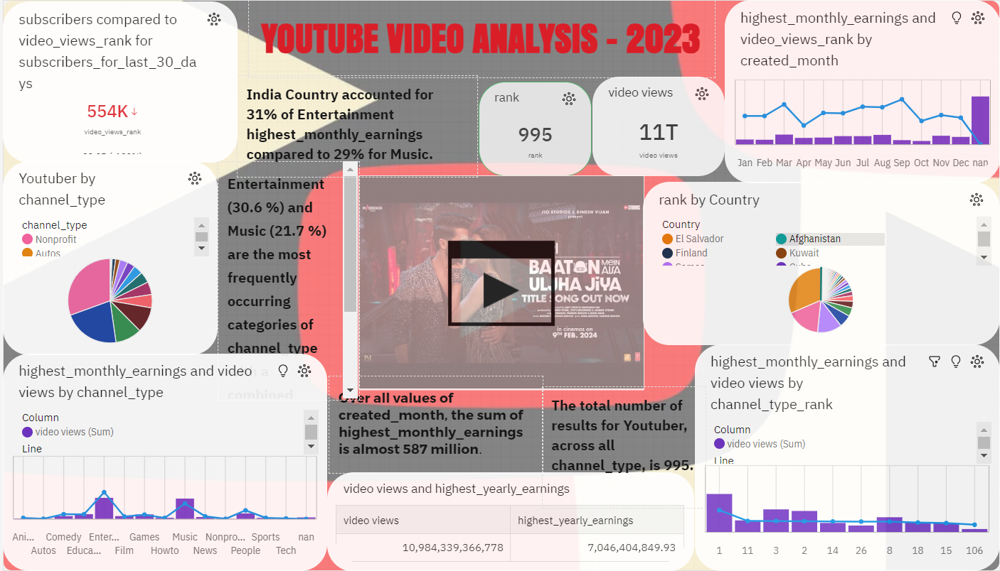 subscribers compared to
video_views_rank for
subscribers_for_last_30_da
ys
554K ↓
video_views_rank
YOUTUBE VIDEO ANALYSIS - 2023
India Country accounted for
31% of Entertainment
highest_monthly_earnings
compared to 29% for Music.
rank
995
rank
video views
11T
video views
highest_monthly_earnings and
video_views_rank by
created_month
Jan Feb Mar Apr May Jun Jul Aug Sep Oct Nov Dec nan
Youtuber by
channel_type
channel_type
Nonprofit
Autos
Entertainment
(30.6 %) and
Music (21.7 %)
are the most
frequently
occurring
categories of
channel_type
with a
combined
MADDOCK
JIO STUDIOS & DINESH VIJAN
present
BAATON MEIN
ULJHA JiYA AISA
TITLE SONG OUT NOW
in cinemas on
9TH FEB. 2024
rank by Country
Country
El Salvador Afghanistan
Finland Kuwait
Samoa Cuba
highest_monthly_earnings and video
views by channel_type
Column
video views (Sum)
Line
Ani... Comedy Enter... Games Music Nonpro... Sports nan
Autos Educa... Film Howto News People Tech
Over all values of
created_month, the sum of
highest_monthly_earnings
is almost 587 million.
The total number of
results for Youtuber,
across all
channel_type, is 995.
video views and highest_yearly_earnings
video views highest_yearly_earnings
10,984,339,366,778 7,046,404,849.93
highest_monthly_earnings and
video views by
channel_type_rank
Column
video views (Sum)
Line
1 11 3 2 14 26 8 18 15 106